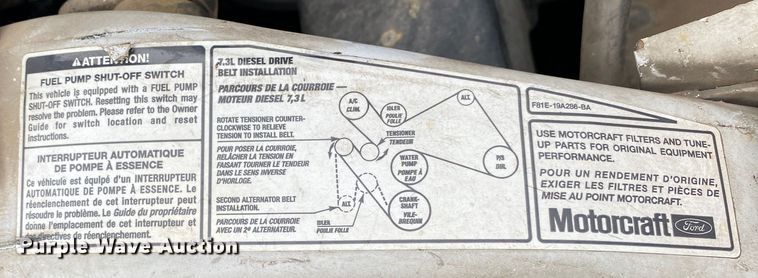 ATTENTION!
FUEL PUMP SHUT-OFF SWITCH
This vehicle is equipped with a FUEL PUMP
SHUT-OFF SWITCH. Resetting this switch may
resolve the problem. Please refer to the Owner
Guide for switch location and reset
instructions.
INTERRUPTEUR AUTOMATIQUE
DE POMPE À ESSENCE
Ce véhicule est équipé d'un INTERRUPTEUR
AUTOMATIQUE DE POMPE À ESSENCE. Le
réenclenchement de cet interrupteur peut
résoudre le problème. Le Guide du propriétaire
donne l'emplacement de cet interrupteur et
les directives de réenclenchement.
7.3L DIESEL DRIVE
BELT INSTALLATION
PARCOURS DE LA COURROIE —
MOTEUR DIESEL 7,3 L
ROTATE TENSIONER COUNTER-
CLOCKWISE TO RELIEVE
TENSION TO INSTALL BELT.
POUR POSER LA COURROIE,
RELÂCHER LA TENSION EN
FAISANT TOURNER LE TENDEUR
DANS LE SENS INVERSE
D'HORLOGE.
SECOND ALTERNATOR BELT
INSTALLATION.
PARCOURS DE LA COURROIE
AVEC UN 2e ALTERNATEUR.
A/C
CLIM.
IDLER
POULIE
FOLLE
ALT.
TENSIONER
TENDEUR
WATER
PUMP
POMPE À
EAU
P/S
DIR.
ALT.
IDLER
POULIE FOLLE
CRANK-
SHAFT
VILE-
BREQUIN
F81E-19A286-BA
USE MOTORCRAFT FILTERS AND TUNE-
UP PARTS FOR ORIGINAL EQUIPMENT
PERFORMANCE.
POUR UN RENDEMENT D'ORIGINE,
EXIGER LES FILTRES ET PIÈCES DE
MISE AU POINT MOTORCRAFT.
Motorcraft Ford
Purple Wave Auction